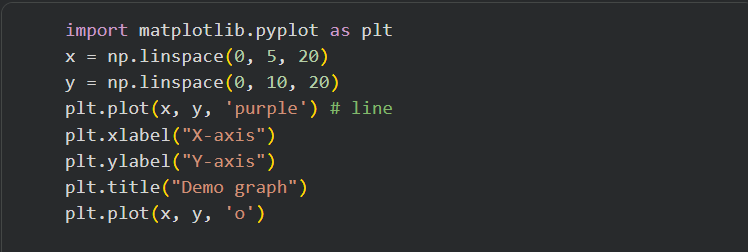 import matplotlib.pyplot as plt
x = np.linspace(0, 5, 20)
y = np.linspace(0, 10, 20)
plt.plot(x, y, 'purple') # line
plt.xlabel("X-axis")
plt.ylabel("Y-axis")
plt.title("Demo graph")
plt.plot(x, y, 'o')